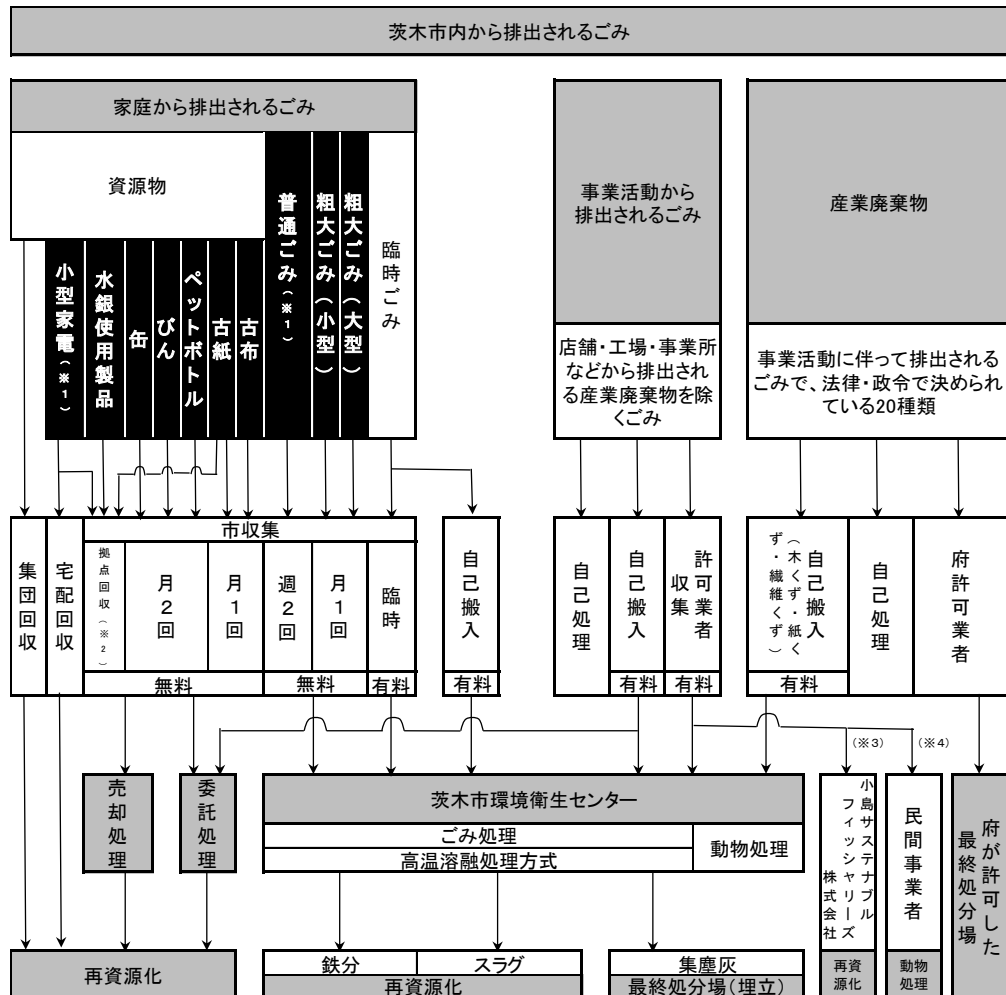 茨木市内から排出されるごみ
家庭から排出されるごみ
資源物
小型家電(※1)
水銀使用製品
缶
びん
ペットボトル
古紙
古布
普通ごみ(※1)
粗大ごみ(小型)
粗大ごみ(大型)
臨時ごみ
事業活動から
排出されるごみ
店舗・工場・事業所
などから排出され
る産業廃棄物を除
くごみ
産業廃棄物
事業活動に伴って排出される
ごみで、法律・政令で決められ
ている20種類
集団回収
宅配回収
市収集
拠点回収(※2)
月2回
月1回
無料
週2回
月1回
無料
臨時
有料
自己搬入
有料
自己処理
自己搬入
有料
許可業者
収集
有料
自己搬入
(木くず・紙く
ず・繊維くず)
有料
自己処理
府許可業者
(※3)
(※4)
売却処理
委託処理
茨木市環境衛生センター
ごみ処理
高温溶融処理方式
動物処理
小島サステナブル
フィッシャリーズ
株式会社
民間事業者
府が許可した
最終処分場
再資源化
鉄分
スラグ
再資源化
集塵灰
最終処分場(埋立)
再資
源化
動物
処理